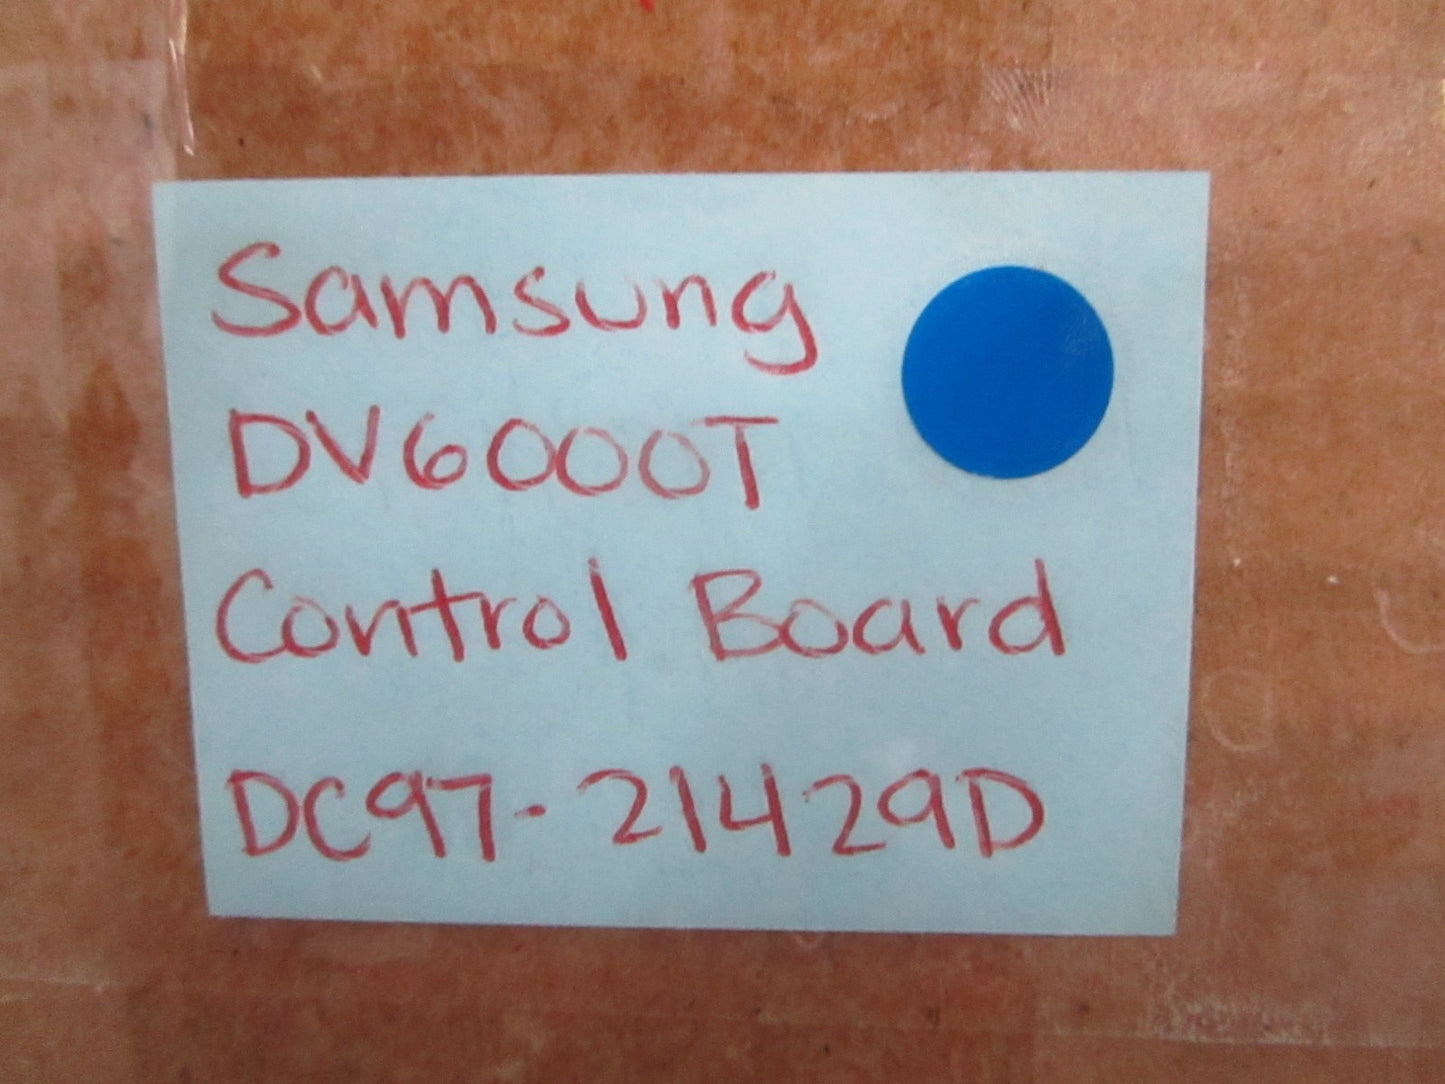 Samsung
DV6000T
Control Board
DC97-21429D